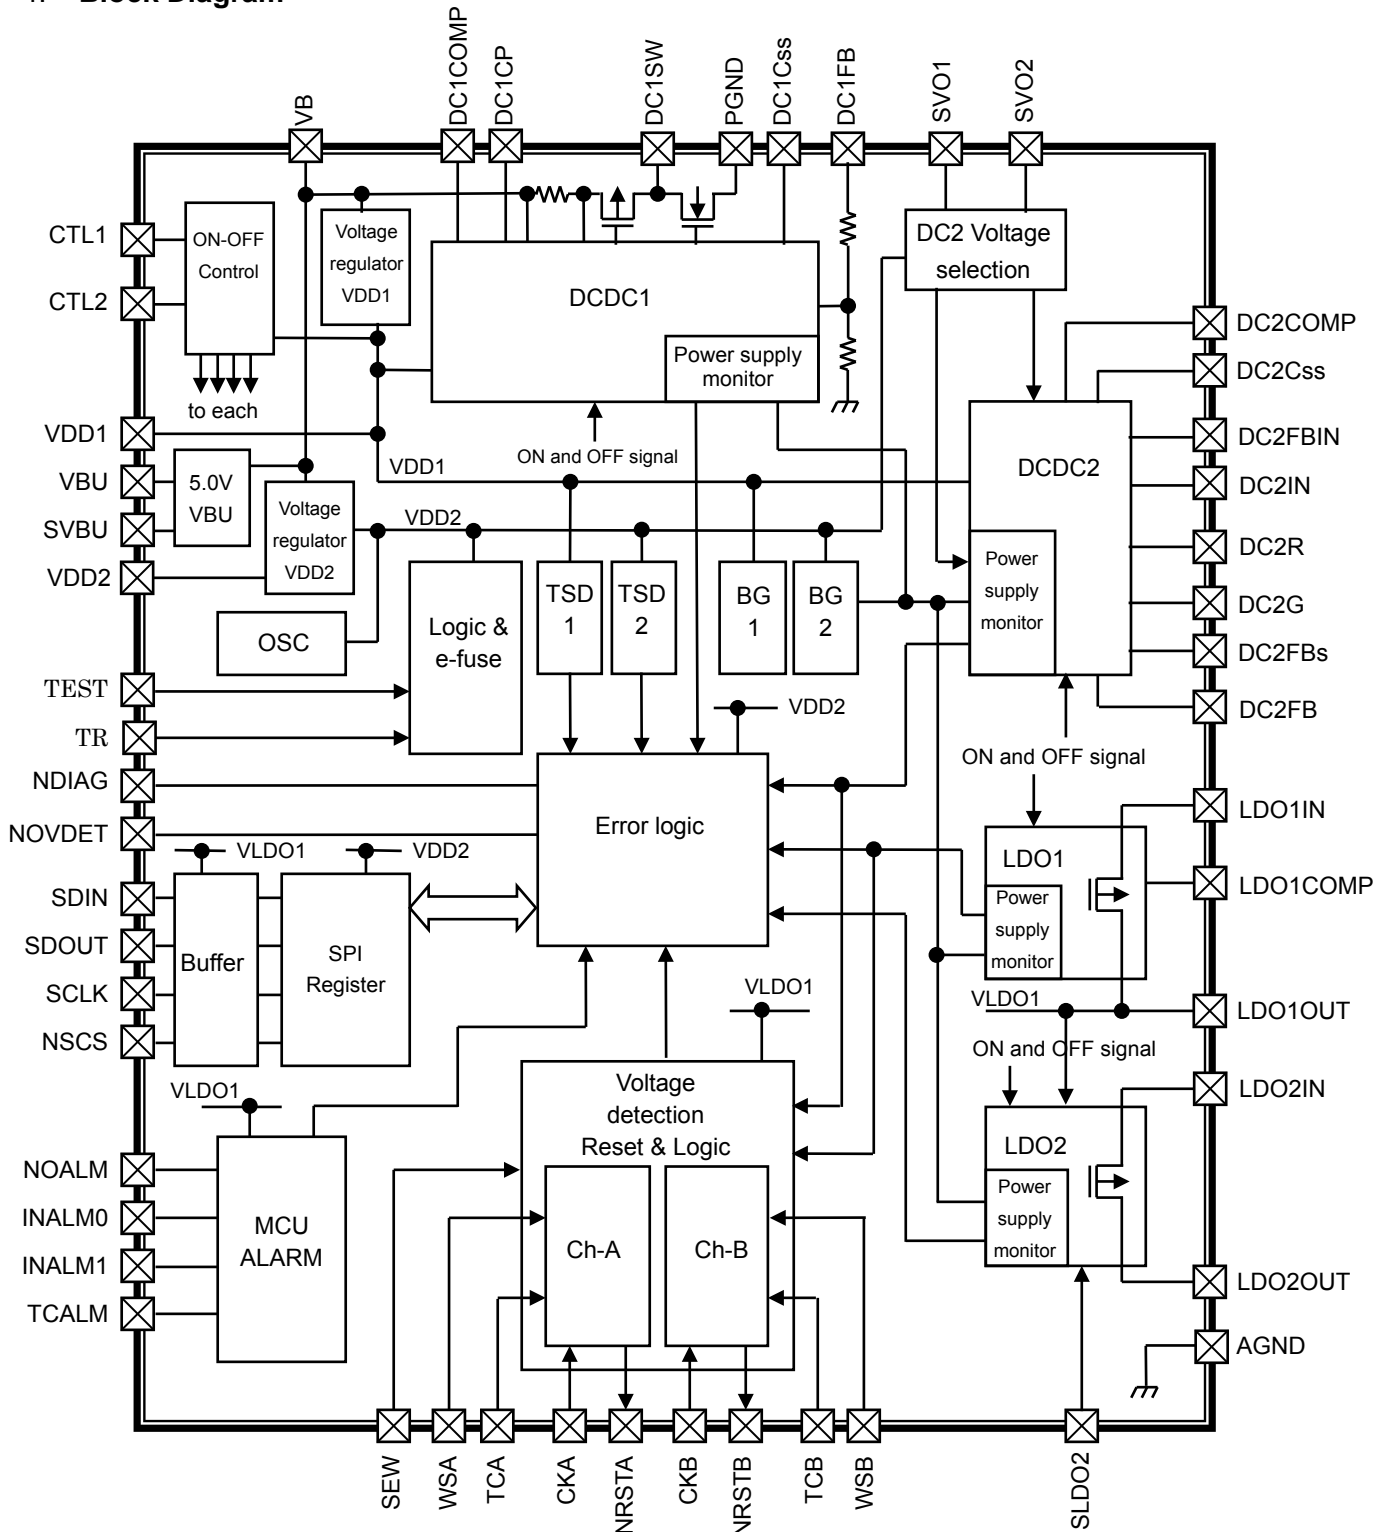 Block Diagram
VB
DC1COMP
DC1CP
DC1SW
PGND
DC1Css
DC1FB
SVO1
SVO2
CTL1
CTL2
ON-OFF
Control
to each
Voltage
regulator
VDD1
DCDC1
Power supply
monitor
ON and OFF signal
DC2 Voltage
selection
DC2COMP
DC2Css
DC2FBIN
DC2IN
DC2R
DC2G
DC2FBs
DC2FB
DCDC2
Power
supply
monitor
ON and OFF signal
VDD1
VBU
SVBU
VDD2
5.0V
VBU
Voltage
regulator
VDD2
VDD1
VDD2
OSC
Logic &
e-fuse
TSD
1
TSD
2
BG
1
BG
2
VDD2
TEST
TR
NDIAG
NOVDET
Error logic
SDIN
SDOUT
SCLK
NSCS
VLDO1
VDD2
Buffer
SPI
Register
LDO1IN
LDO1COMP
LDO1OUT
LDO1
Power
supply
monitor
VLDO1
ON and OFF signal
LDO2IN
LDO2OUT
AGND
LDO2
Power
supply
monitor
VLDO1
Voltage
detection
Reset & Logic
Ch-A
Ch-B
VLDO1
NOALM
INALM0
INALM1
TCALM
MCU
ALARM
SEW
WSA
TCA
CKA
NRSTA
CKB
NRSTB
TCB
WSB
SLDO2